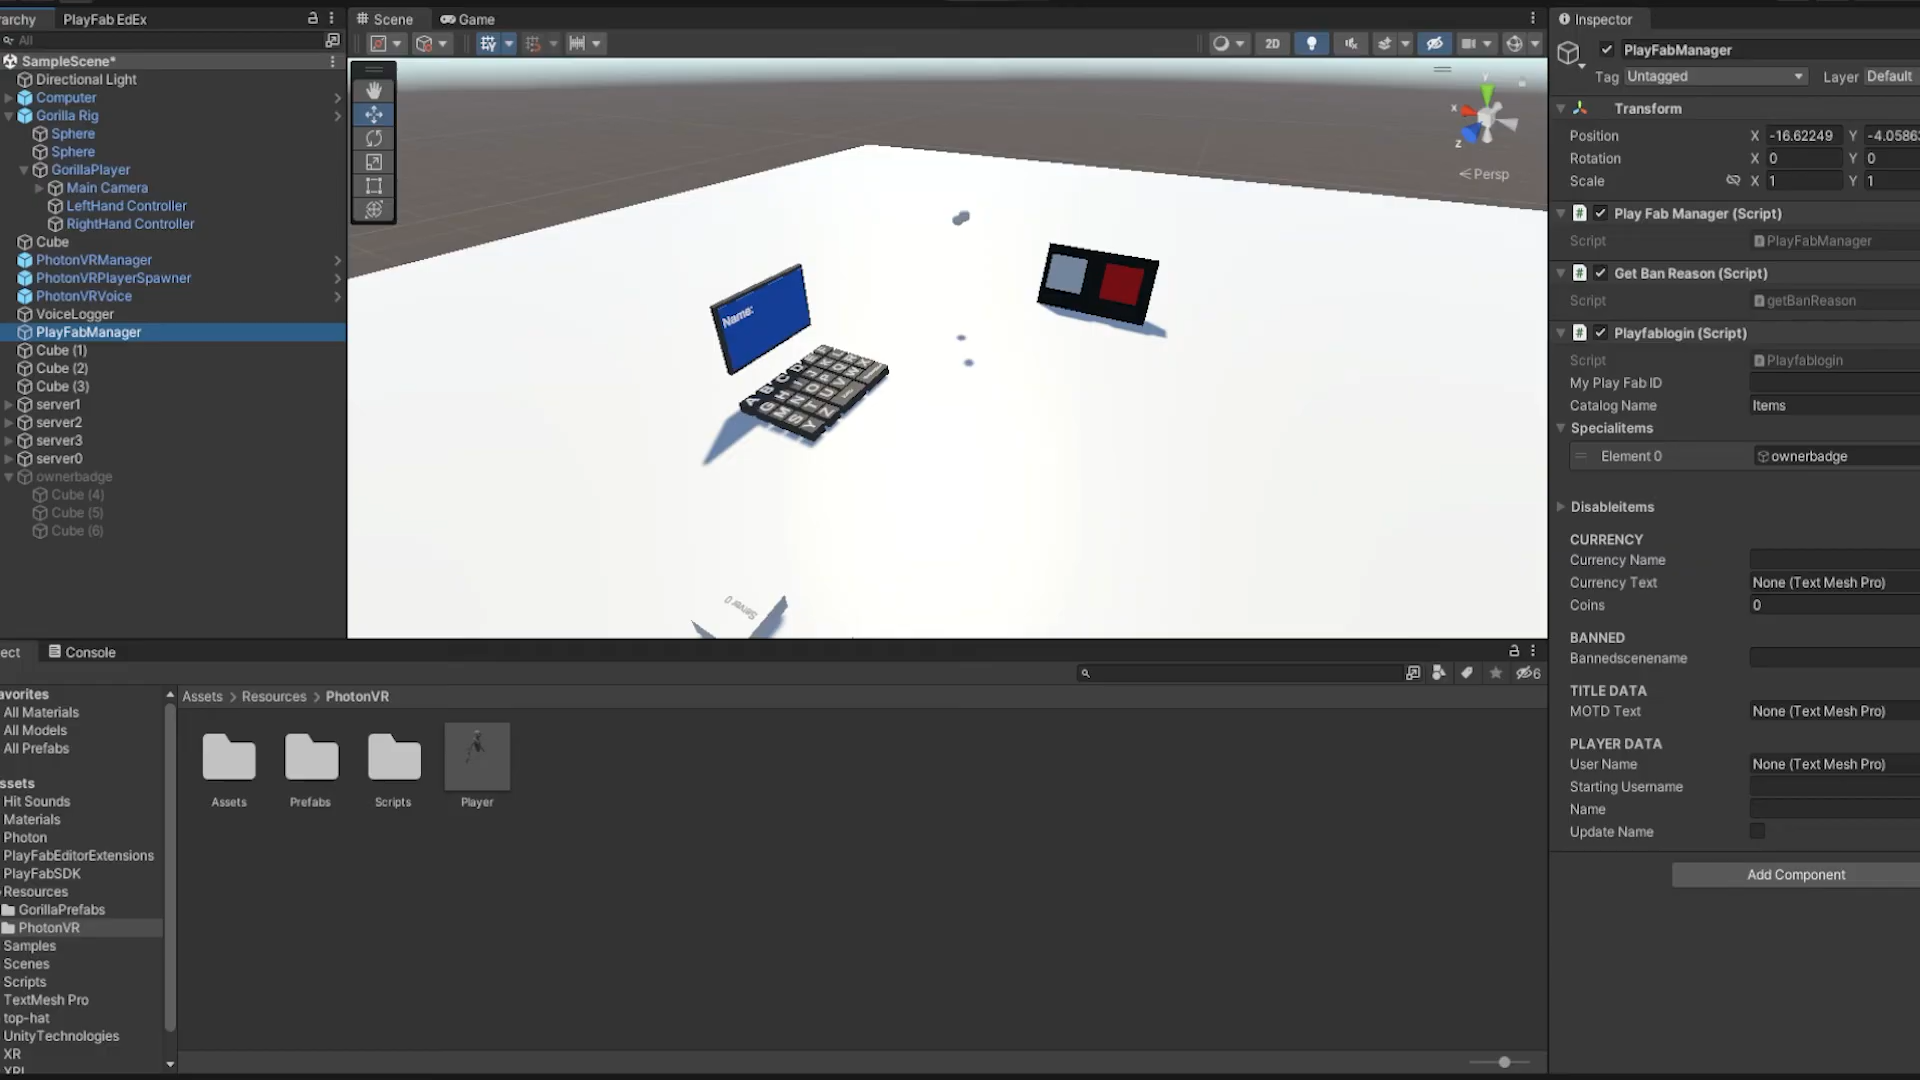 rarchy
PlayFab EdEx
All
SampleScene*
Directional Light
Computer
Gorilla Rig
Sphere
Sphere
GorillaPlayer
Main Camera
LeftHand Controller
RightHand Controller
Cube
PhotonVRManager
PhotonVRPlayerSpawner
PhotonVRVoice
VoiceLogger
PlayFabManager
Cube (1)
Cube (2)
Cube (3)
server1
server2
server3
server0
ownerbadge
Cube (4)
Cube (5)
Cube (6)
Scene
Game
2D
y
x
z
Persp
Name:
Server 0
Inspector
PlayFabManager
Tag Untagged Layer Default
Transform
Position X -16.62249 Y -4.0586
Rotation X 0 Y 0
Scale X 1 Y 1
Play Fab Manager (Script)
Script PlayFabManager
Get Ban Reason (Script)
Script getBanReason
Playfablogin (Script)
Script Playfablogin
My Play Fab ID
Catalog Name Items
Specialitems
Element 0 ownerbadge
Disableitems
CURRENCY
Currency Name
Currency Text None (Text Mesh Pro)
Coins 0
BANNED
Bannedscenename
TITLE DATA
MOTD Text None (Text Mesh Pro)
PLAYER DATA
User Name None (Text Mesh Pro)
Starting Username
Name
Update Name
Add Component
ect
Console
6
avorites
All Materials
All Models
All Prefabs
ssets
Hit Sounds
Materials
Photon
PlayFabEditorExtensions
PlayFabSDK
Resources
GorillaPrefabs
PhotonVR
Samples
Scenes
Scripts
TextMesh Pro
top-hat
UnityTechnologies
XR
XRI
Assets > Resources > PhotonVR
Assets
Prefabs
Scripts
Player